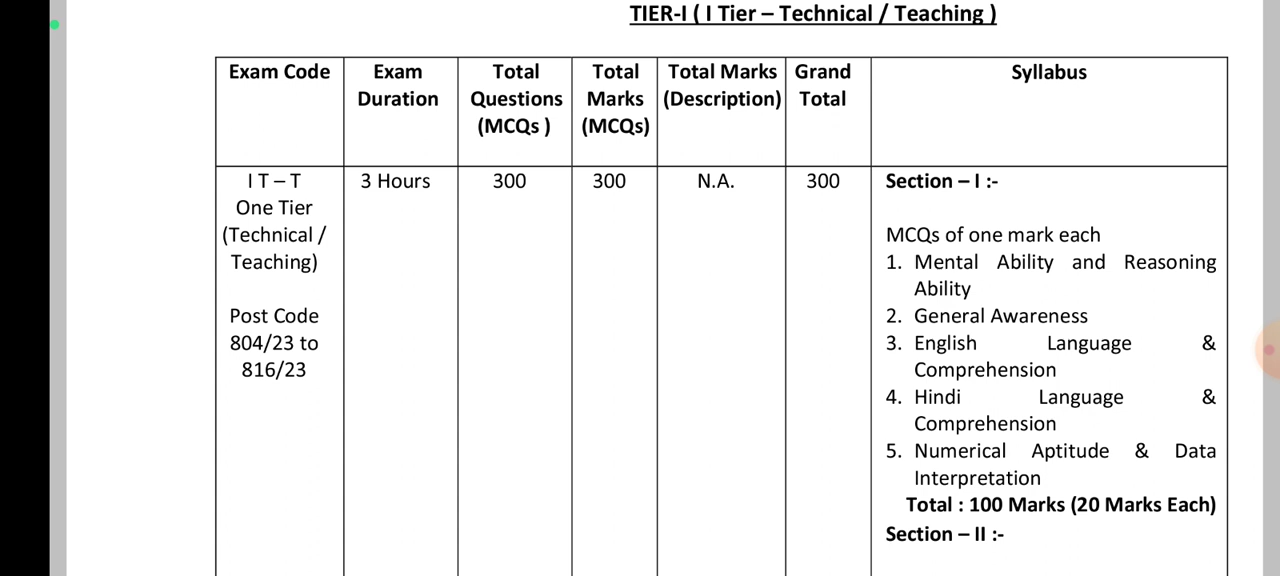 TIER-I ( I Tier – Technical / Teaching )
Exam Code
Exam
Duration
Total
Questions
(MCQs )
Total
Marks
(MCQs)
Total Marks
(Description)
Grand
Total
Syllabus
I T – T
One Tier
(Technical /
Teaching)
Post Code
804/23 to
816/23
3 Hours
300
300
N.A.
300
Section – I :-
MCQs of one mark each
1. Mental Ability and Reasoning
Ability
2. General Awareness
3. English Language &
Comprehension
4. Hindi Language &
Comprehension
5. Numerical Aptitude & Data
Interpretation
Total : 100 Marks (20 Marks Each)
Section – II :-